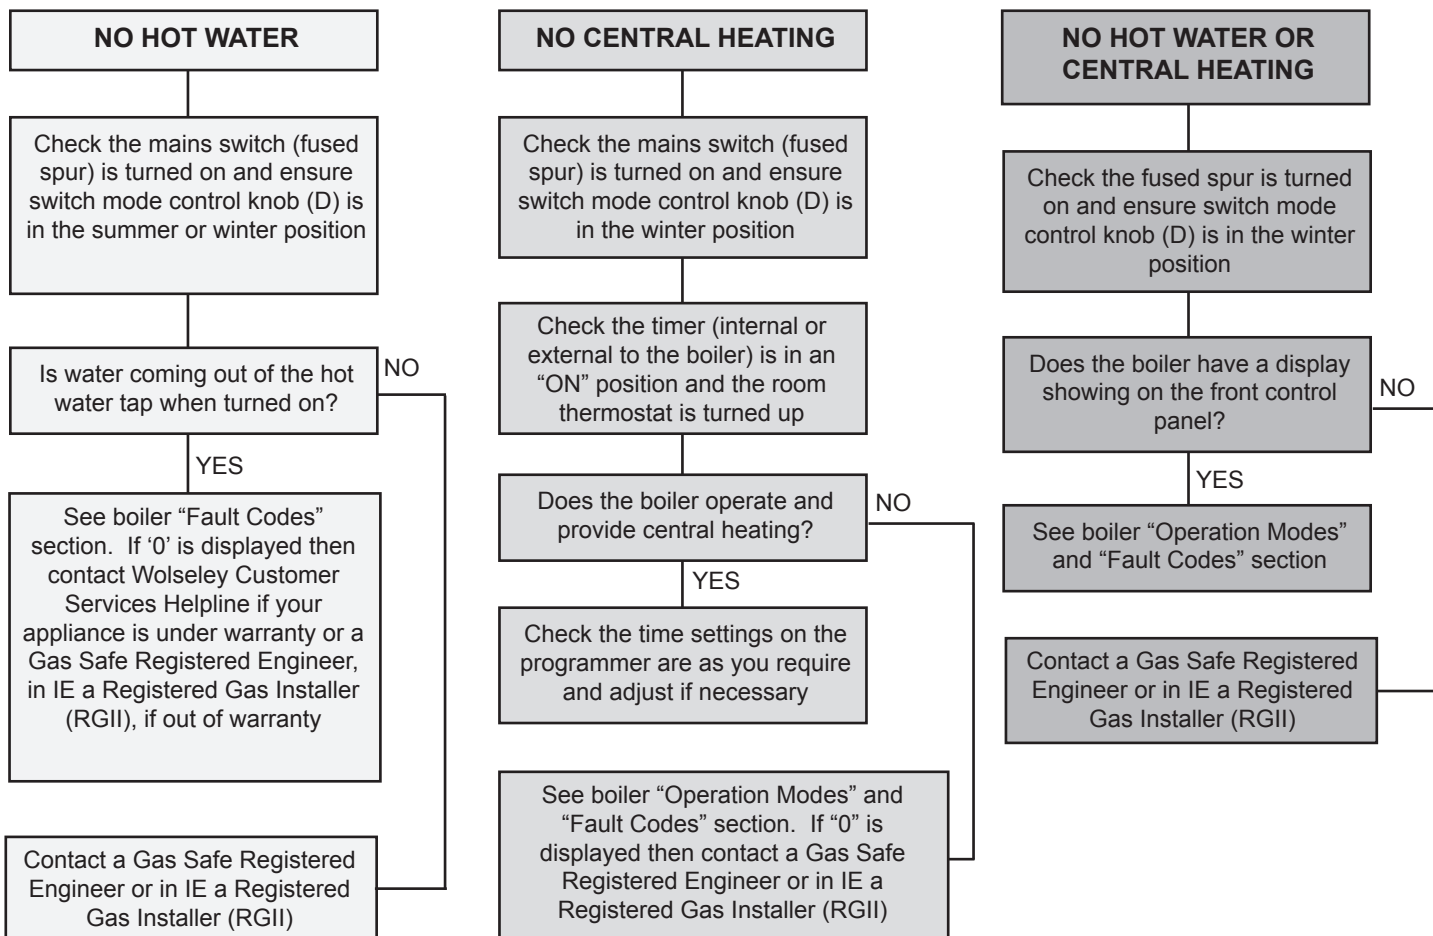 NO HOT WATER
Check the mains switch (fused
spur) is turned on and ensure
switch mode control knob (D) is
in the summer or winter position
Is water coming out of the hot
water tap when turned on?
NO
YES
See boiler “Fault Codes”
section.  If ‘0’ is displayed then
contact Wolseley Customer
Services Helpline if your
appliance is under warranty or a
Gas Safe Registered Engineer,
in IE a Registered Gas Installer
(RGII), if out of warranty
Contact a Gas Safe Registered
Engineer or in IE a Registered
Gas Installer (RGII)
NO CENTRAL HEATING
Check the mains switch (fused
spur) is turned on and ensure
switch mode control knob (D) is
in the winter position
Check the timer (internal or
external to the boiler) is in an
“ON” position and the room
thermostat is turned up
Does the boiler operate and
provide central heating?
NO
YES
Check the time settings on the
programmer are as you require
and adjust if necessary
See boiler “Operation Modes” and
“Fault Codes” section.  If “0” is
displayed then contact a Gas Safe
Registered Engineer or in IE a
Registered Gas Installer (RGII)
NO HOT WATER OR
CENTRAL HEATING
Check the fused spur is turned
on and ensure switch mode
control knob (D) is in the winter
position
Does the boiler have a display
showing on the front control
panel?
NO
YES
See boiler “Operation Modes”
and “Fault Codes” section
Contact a Gas Safe Registered
Engineer or in IE a Registered
Gas Installer (RGII)